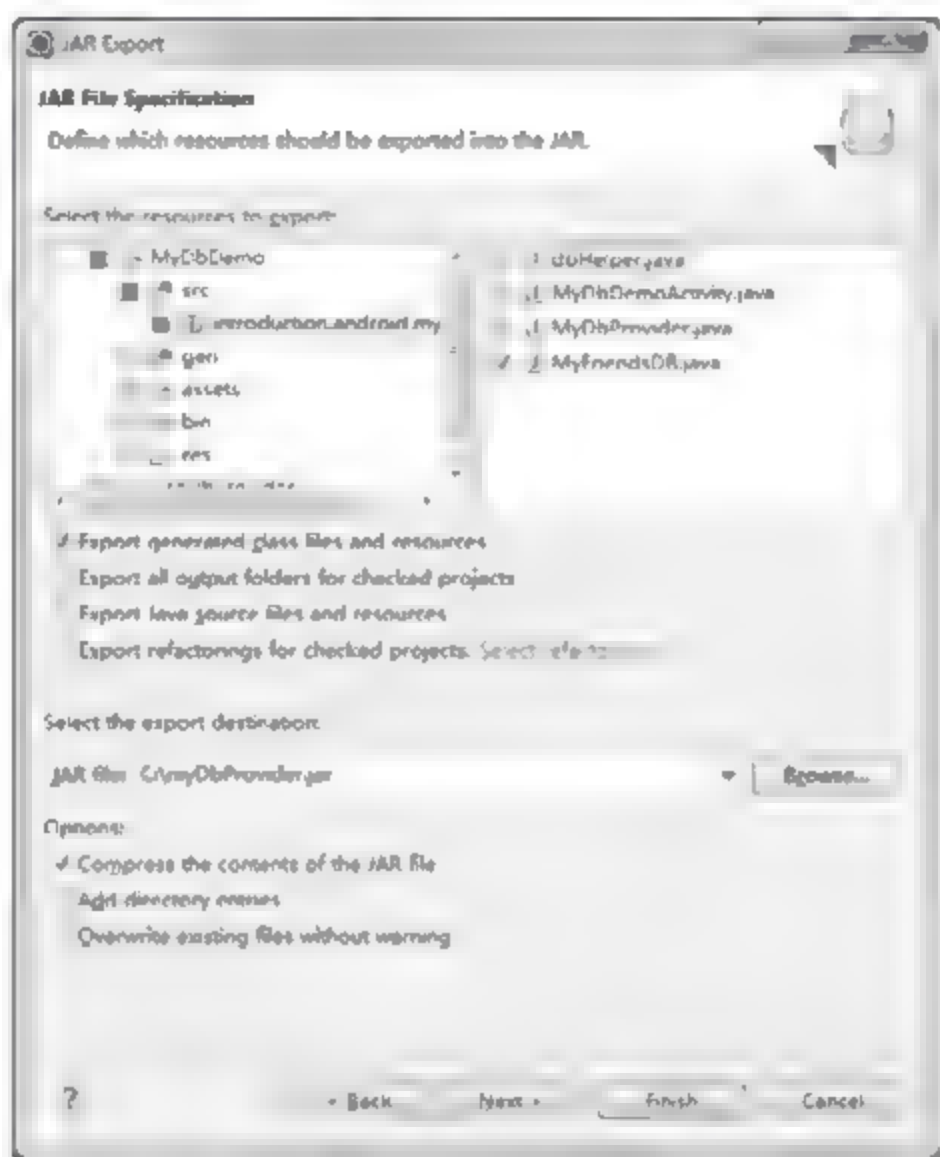 JAR Export
JAR File Specification
Define which resources should be exported into the JAR.
Select the resources to export:
MyDbDemo
src
introduction.android.my
gen
assets
bin
res
dbHelper.java
MyDbDemoActivity.java
MyDbProvider.java
MyFriendsDB.java
Export generated class files and resources
Export all output folders for checked projects
Export Java source files and resources
Export refactorings for checked projects. Select
Select the export destination:
JAR file: C:\myDbProvider.jar
Browse...
Options:
Compress the contents of the JAR file
Add directory entries
Overwrite existing files without warning
?
< Back
Next >
Finish
Cancel